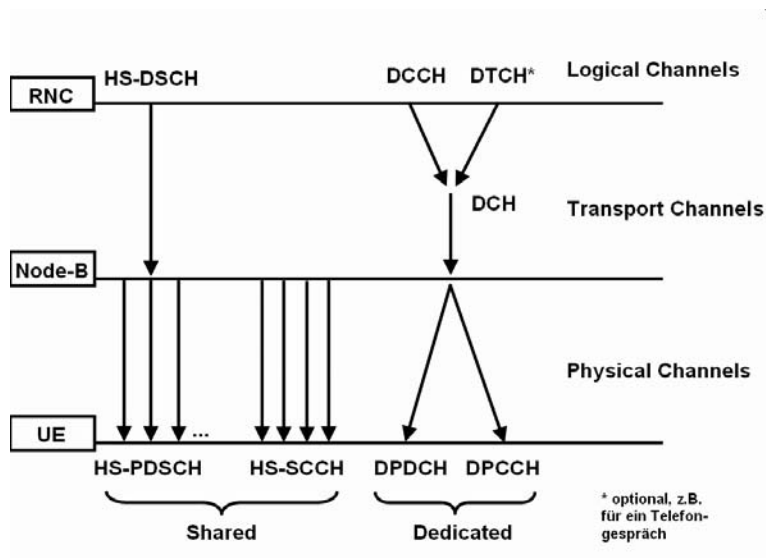 HS-DSCH
DCCH DTCH*
Logical Channels
RNC
DCH
Transport Channels
Node-B
Physical Channels
UE
...
HS-PDSCH HS-SCCH DPDCH DPCCH
Shared
Dedicated
* optional, z.B.
für ein Telefon-
gespräch